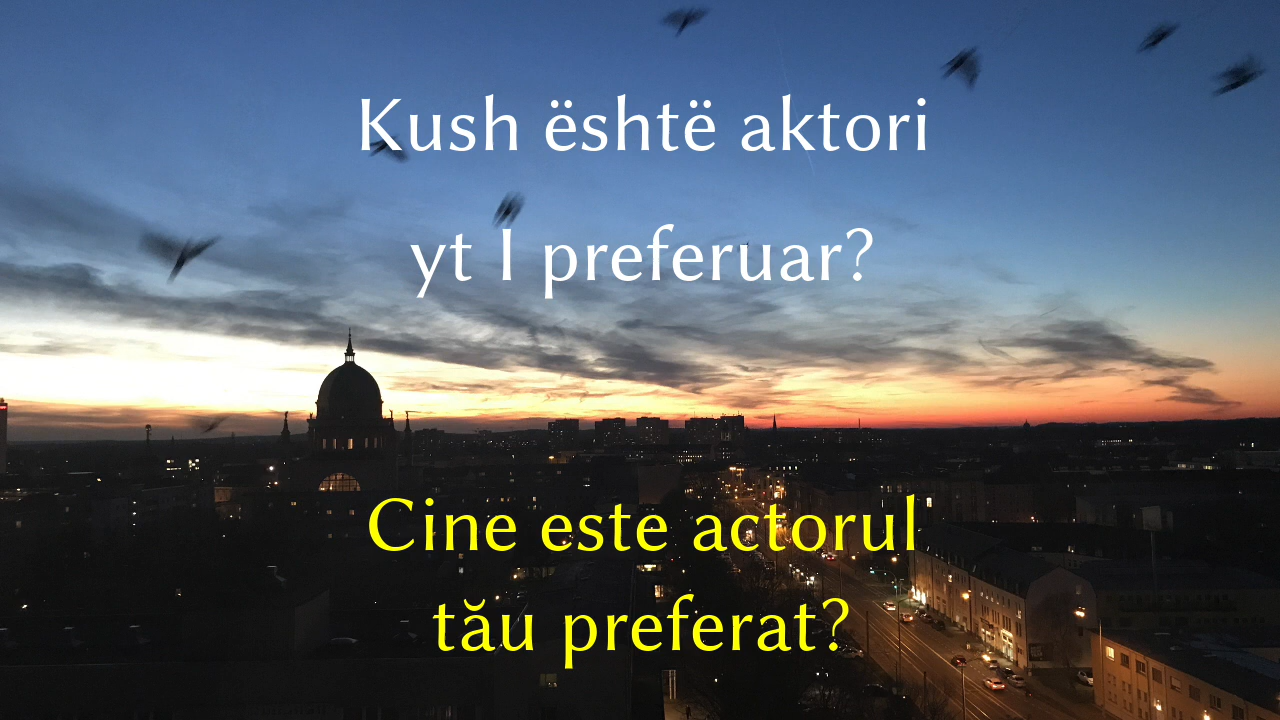 Kush është aktori
yt I preferuar?
Cine este actorul
tău preferat?